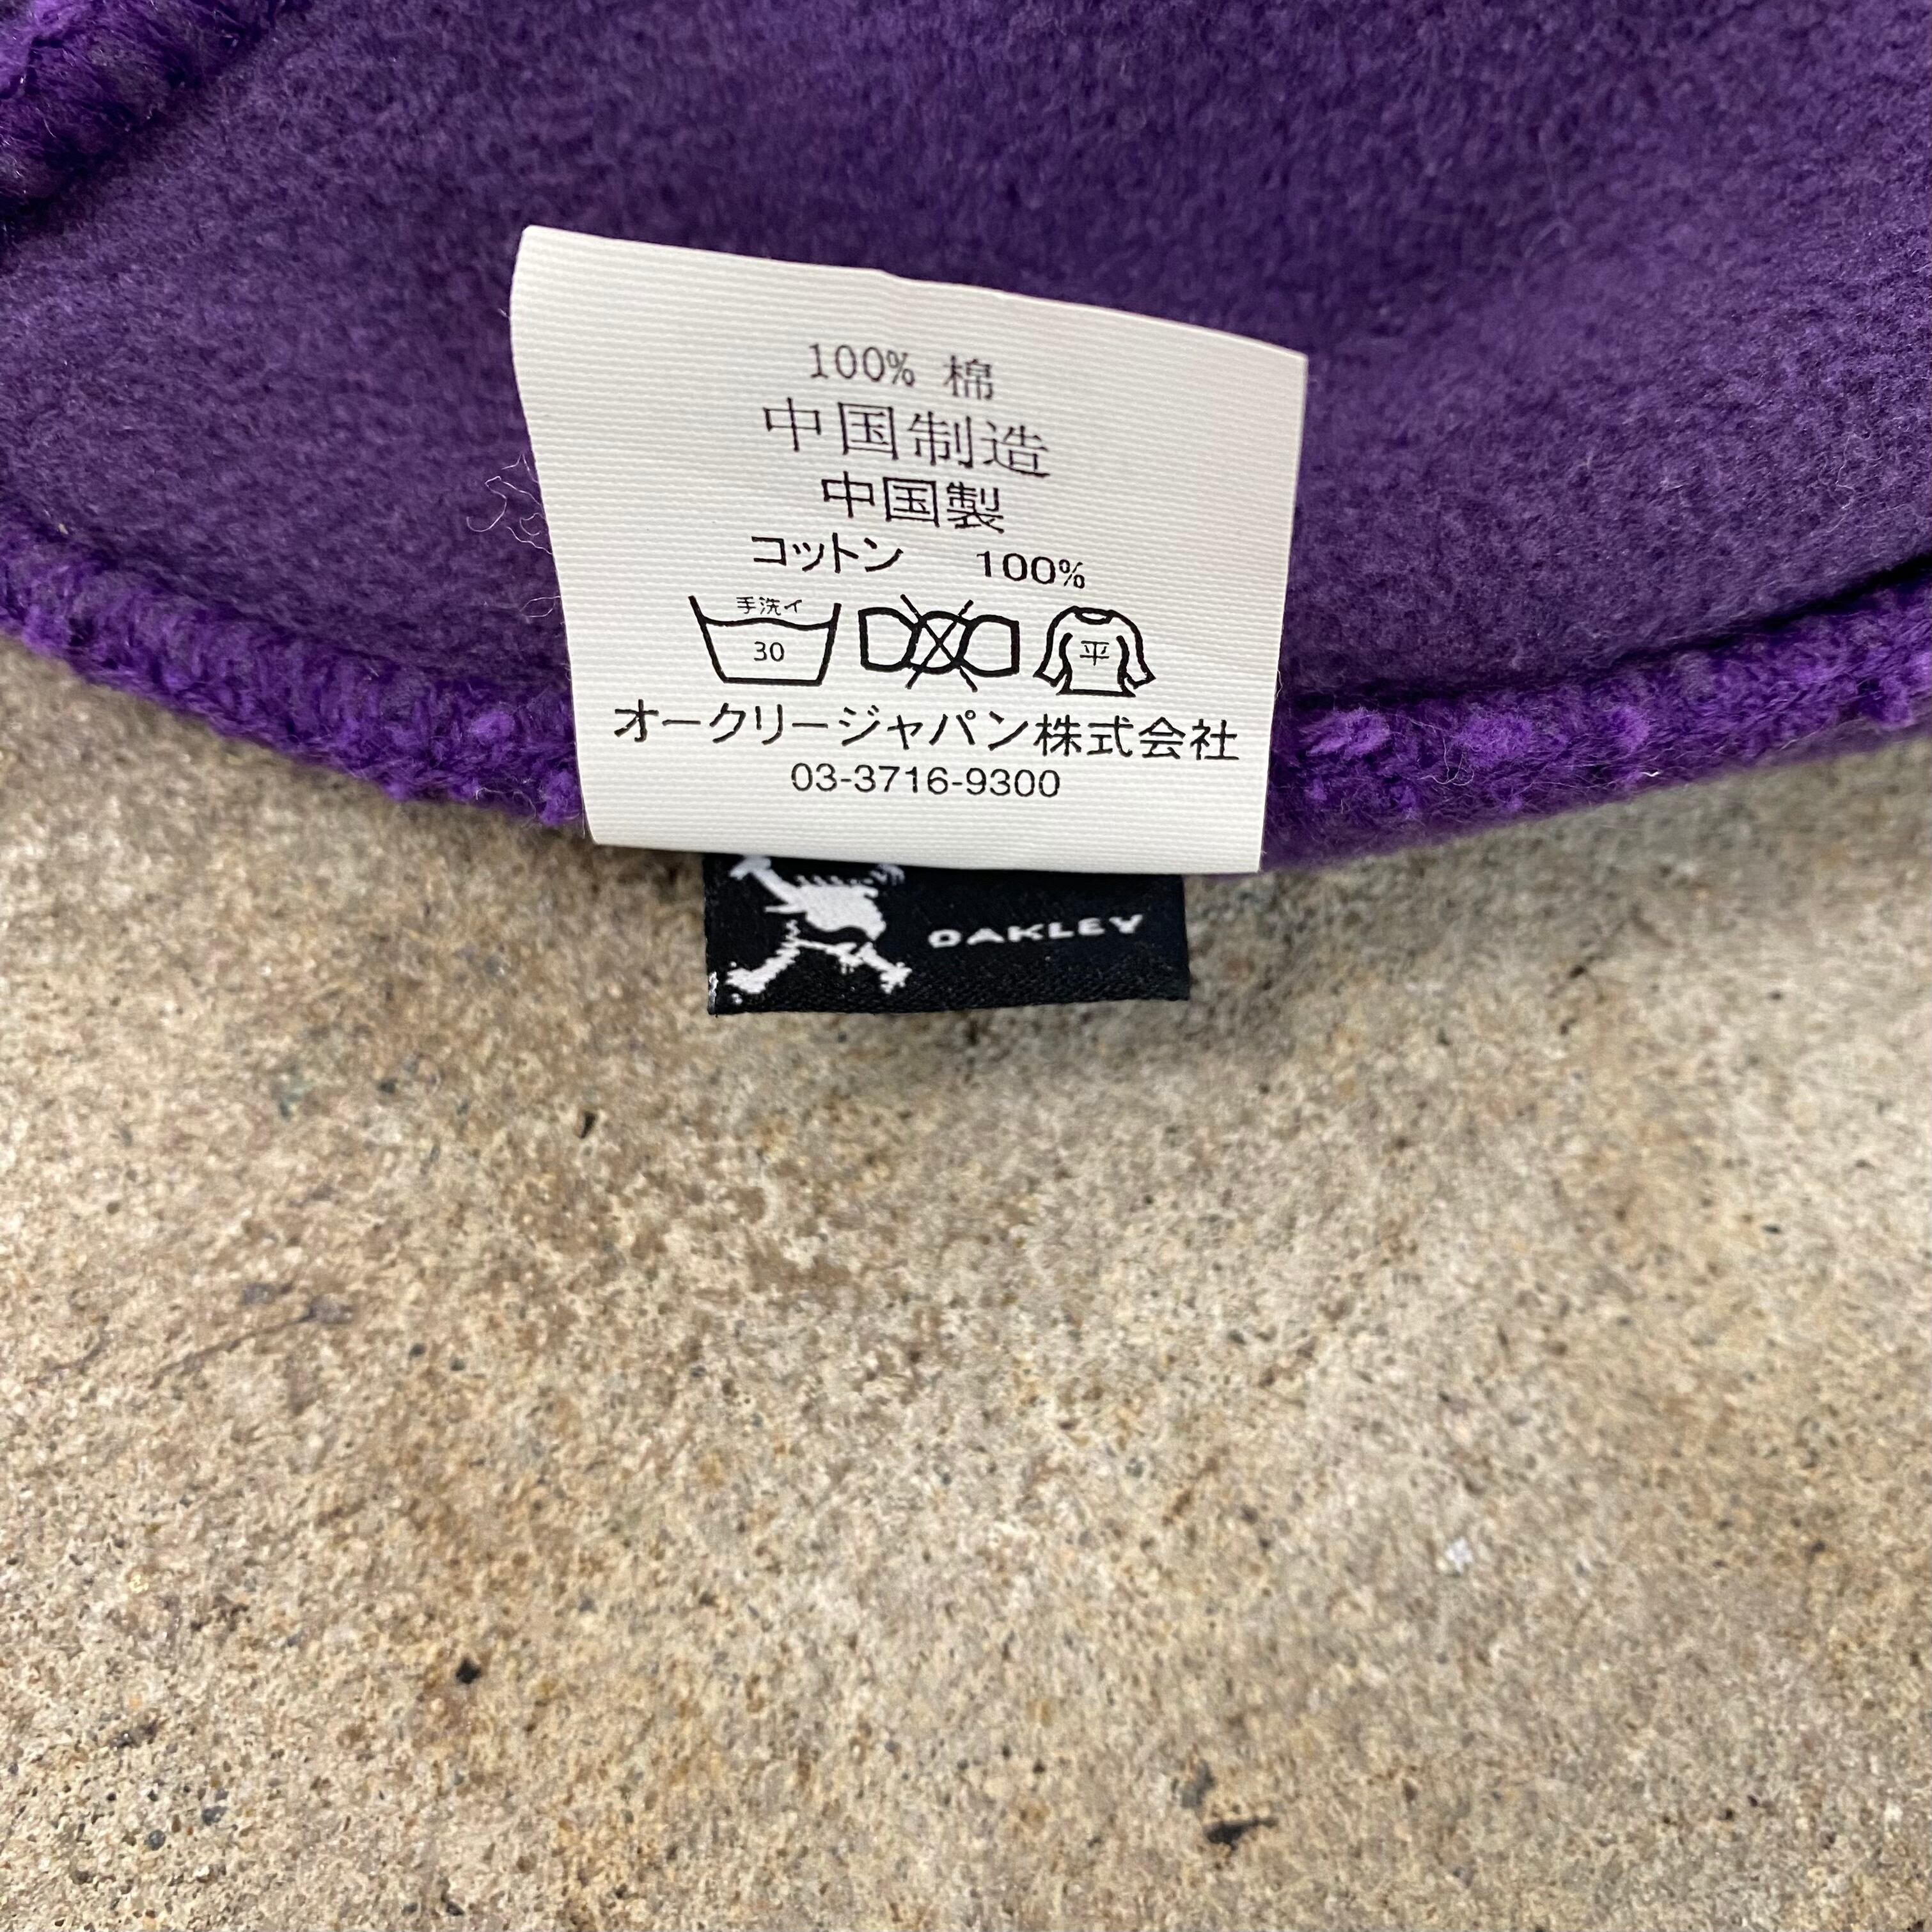 100% 棉
中国制造
中国製
コットン 100%
手洗イ
30
平
オークリージャパン株式会社
03-3716-9300
OAKLEY